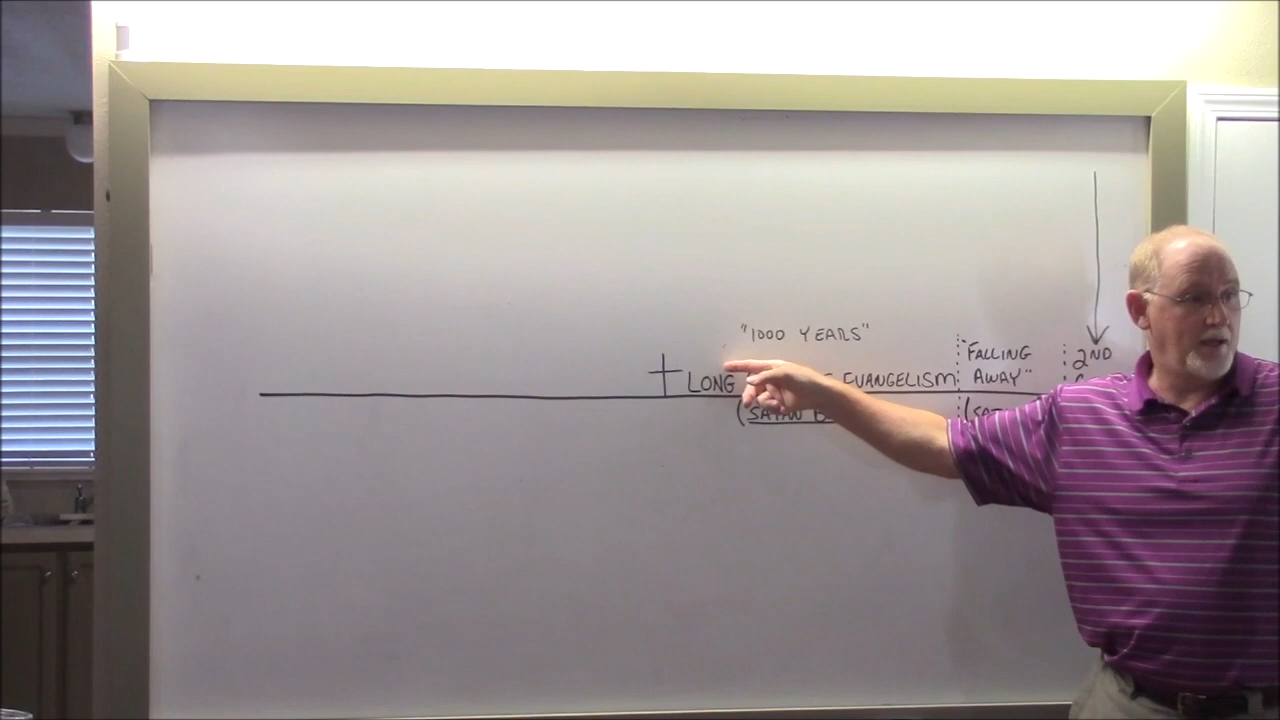 "1000 YEARS"
"FALLING
AWAY"
2ND
LONG EVANGELISM
(SATAN